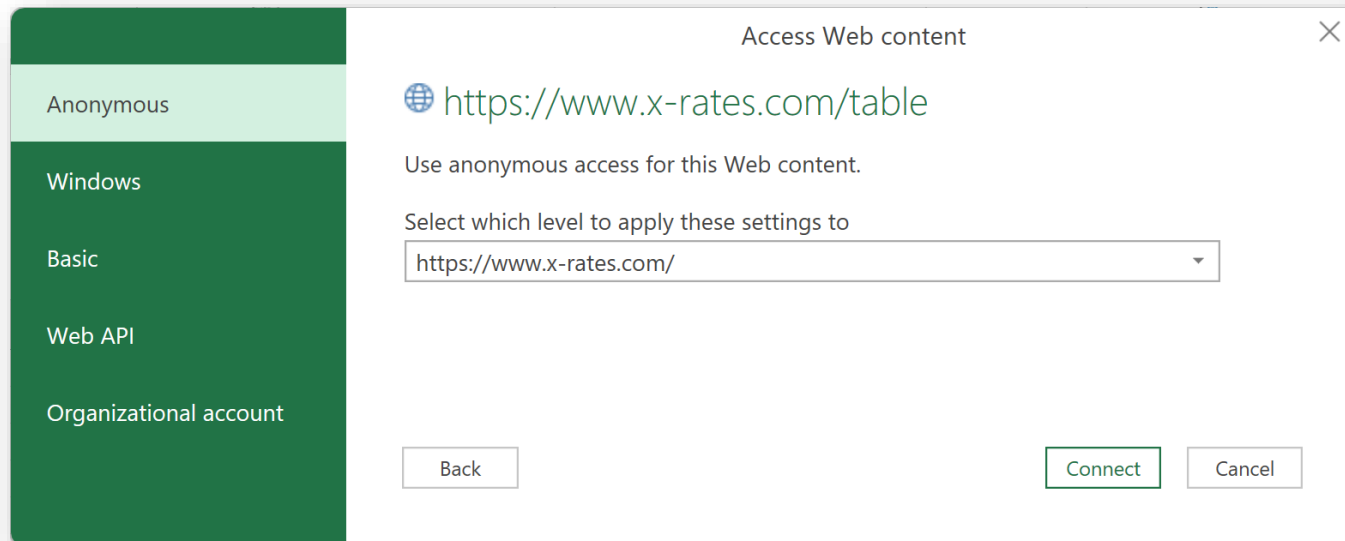 Access Web content
Anonymous
Windows
Basic
Web API
Organizational account
https://www.x-rates.com/table
Use anonymous access for this Web content.
Select which level to apply these settings to
https://www.x-rates.com/
Back
Connect
Cancel